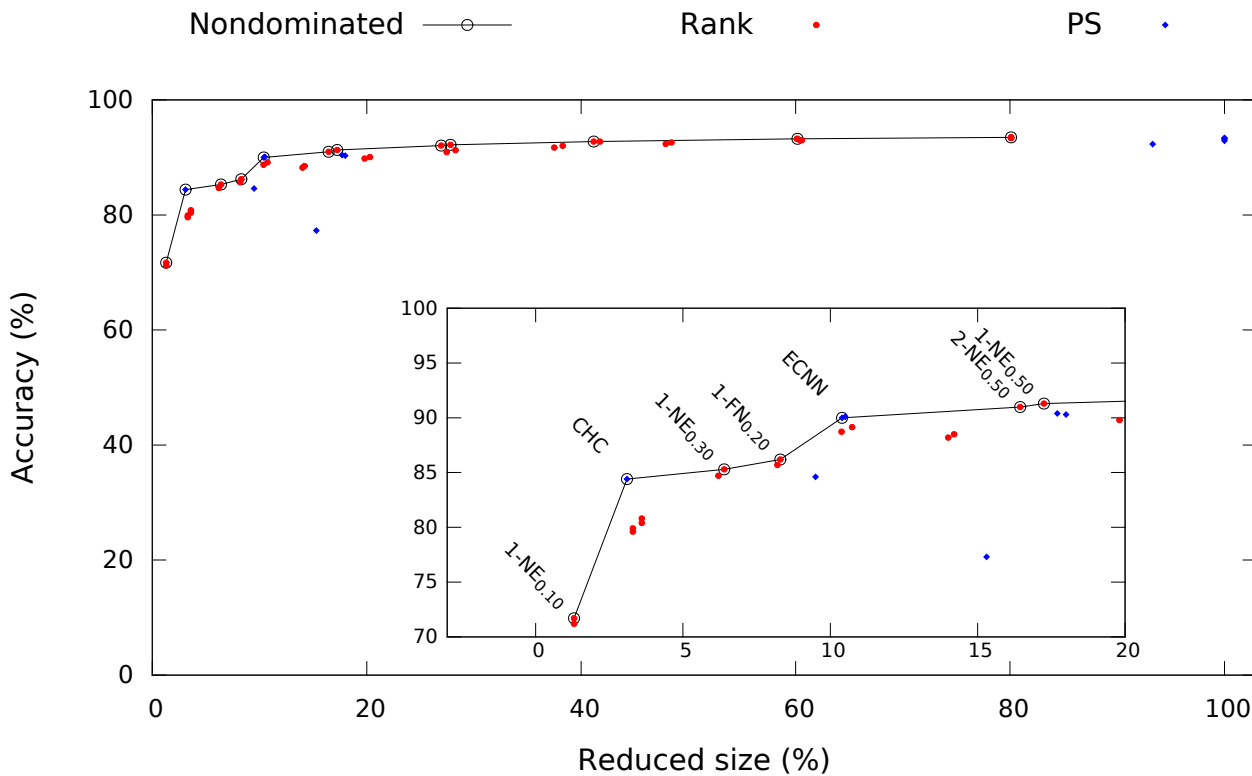 Nondominated Rank PS
100
80
60
40
20
0
Accuracy (%)
0 20 40 60 80 100
Reduced size (%)
100
95
90
85
80
75
70
0 5 10 15 20
1-NE0.10
CHC
1-NE0.30
1-FN0.20
ECNN
2-NE0.50
1-NE0.50